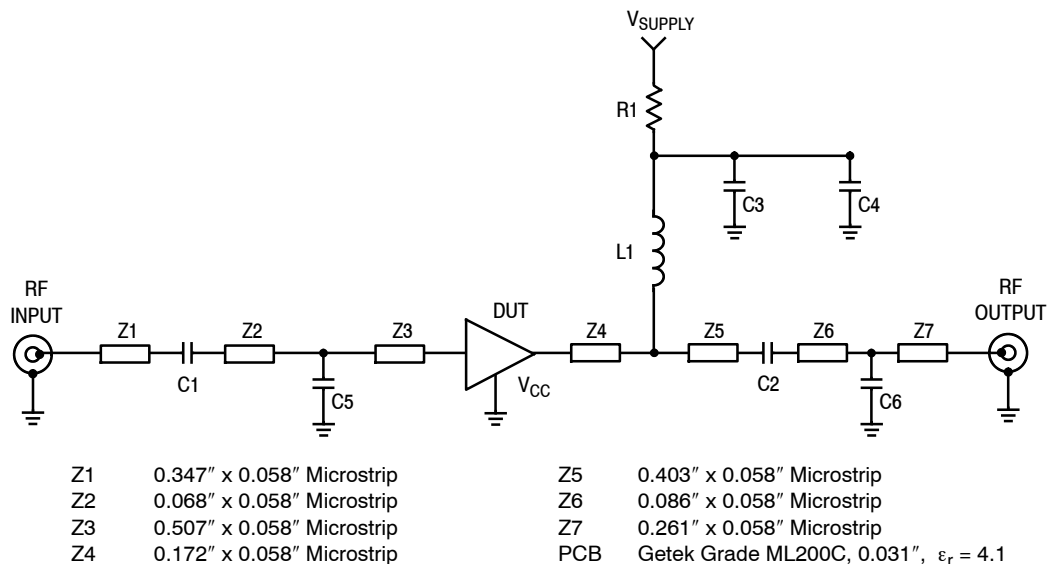 V_SUPPLY
R1
C3
C4
L1
RF
INPUT
RF
OUTPUT
DUT
Z1
Z2
Z3
Z4
Z5
Z6
Z7
C1
C5
V_CC
C2
C6
Z1 0.347″ x 0.058″ Microstrip
Z2 0.068″ x 0.058″ Microstrip
Z3 0.507″ x 0.058″ Microstrip
Z4 0.172″ x 0.058″ Microstrip
Z5 0.403″ x 0.058″ Microstrip
Z6 0.086″ x 0.058″ Microstrip
Z7 0.261″ x 0.058″ Microstrip
PCB Getek Grade ML200C, 0.031″, ε_r = 4.1